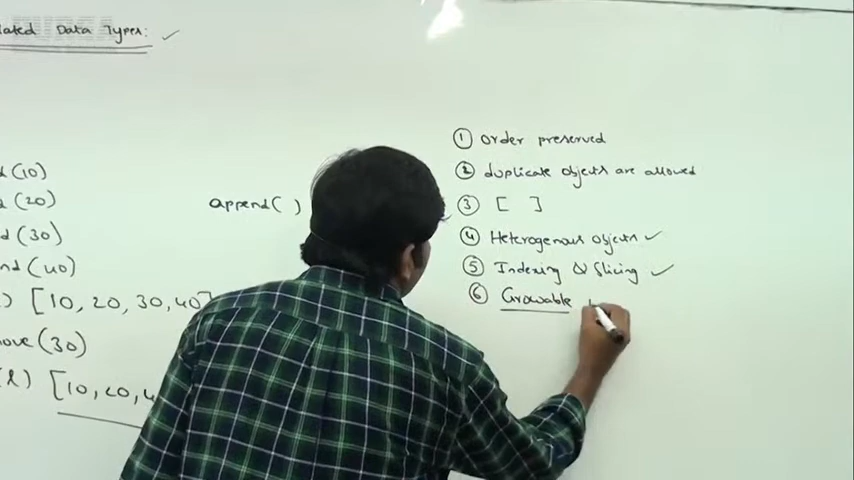 lated Data Types:
d(10)
d(20)
d(30)
nd(40)
) [10, 20, 30, 40]
ove(30)
(l) [10, 20, 4
append( )
① order preserved
② duplicate objects are allowed
③ [ ]
④ Heterogenous objects ✓
⑤ Indexing & Slicing ✓
⑥ Growable